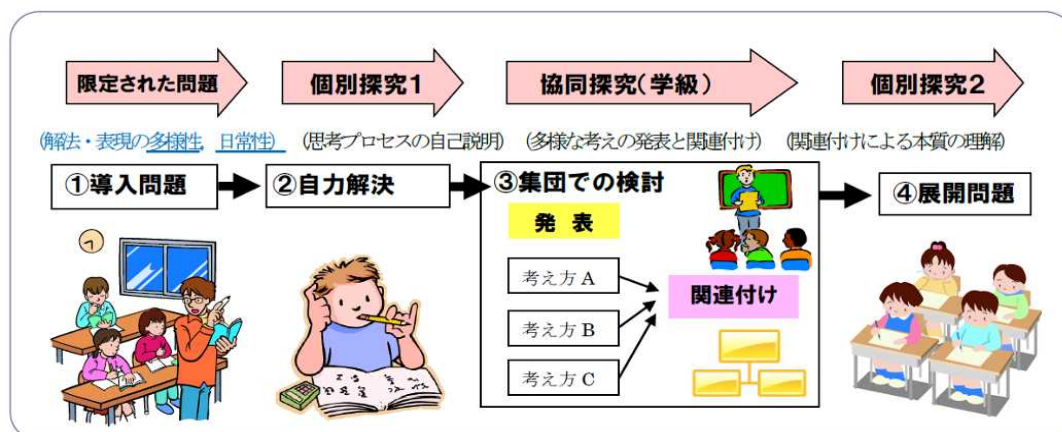 限定された問題
個別探究1
協同探究(学級)
個別探究2
(解法・表現の多様性、日常性)
(思考プロセスの自己説明)
(多様な考えの発表と関連付け)
(関連付けによる本質の理解)
①導入問題
②自力解決
③集団での検討
④展開問題
発 表
考え方 A
考え方 B
考え方 C
関連付け